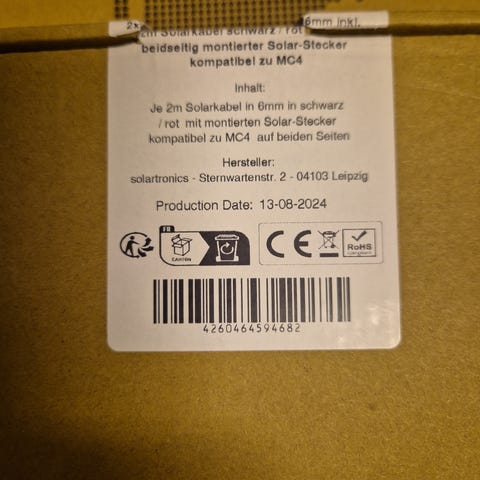 2x
6mm inkl.
2m Solarkabel schwarz / rot
beidseitig montierter Solar-Stecker
kompatibel zu MC4
Inhalt:
Je 2m Solarkabel in 6mm in schwarz
/ rot mit montierten Solar-Stecker
kompatibel zu MC4 auf beiden Seiten
Hersteller:
solartronics - Sternwartenstr. 2 - 04103 Leipzig
Production Date: 13-08-2024
FR
CARTON
CE
RoHS
4260464594682